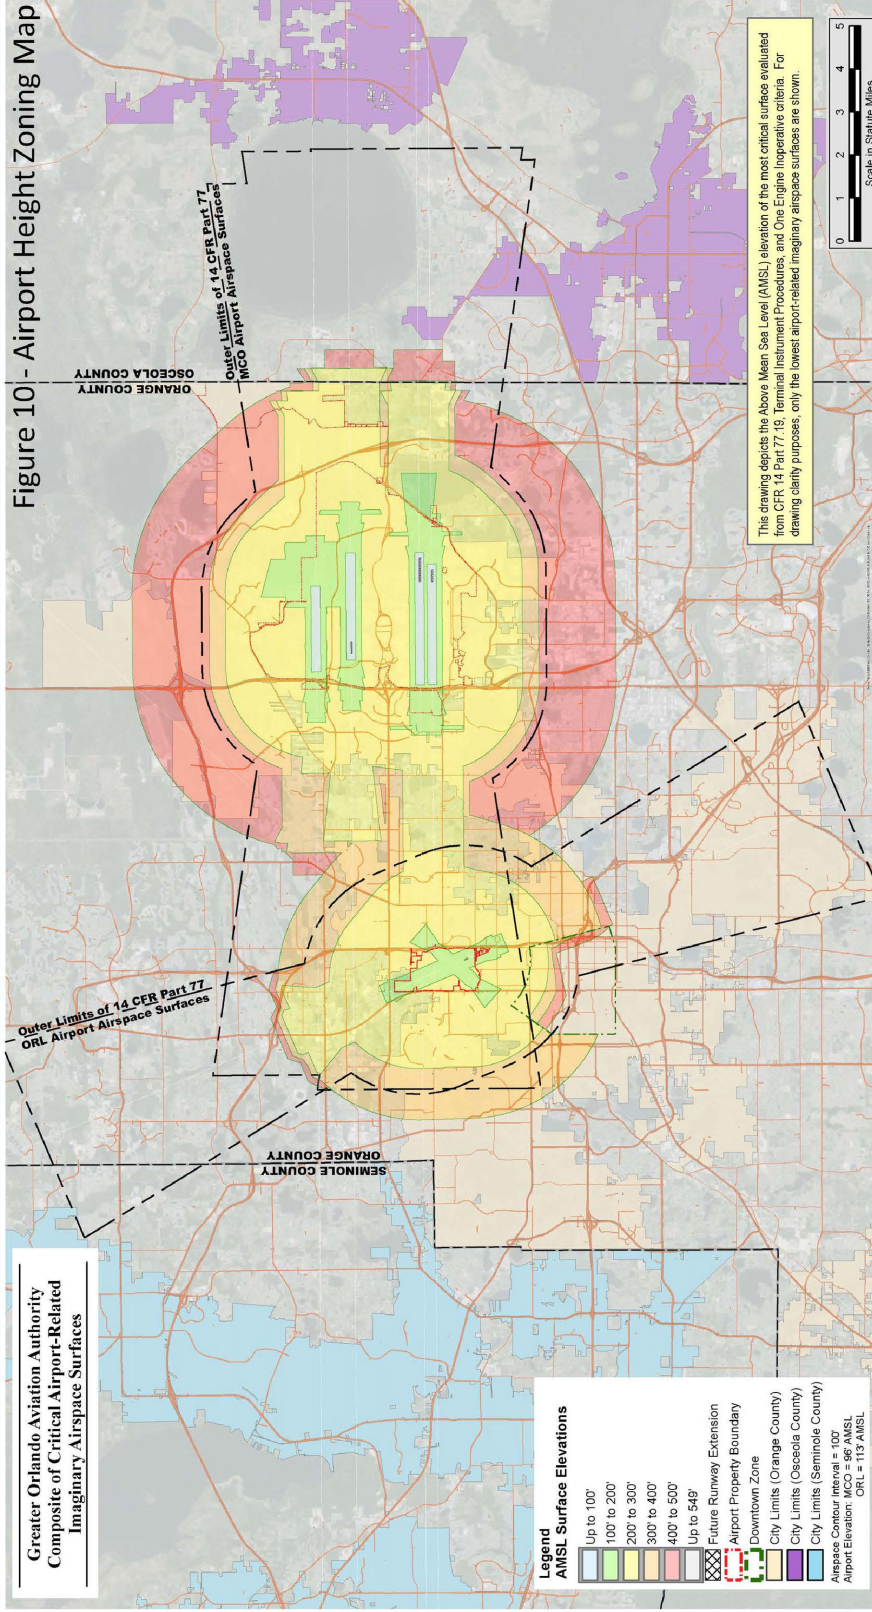 Figure 10 - Airport Height Zoning Map
Greater Orlando Aviation Authority
Composite of Critical Airport-Related
Imaginary Airspace Surfaces
Outer Limits of 14 CFR Part 77
ORL Airport Airspace Surfaces
Outer Limits of 14 CFR Part 77
MCO Airport Airspace Surfaces
SEMINOLE COUNTY
ORANGE COUNTY
ORANGE COUNTY
OSCEOLA COUNTY
Legend
AMSL Surface Elevations
Up to 100'
100' to 200'
200' to 300'
300' to 400'
400' to 500'
Up to 549'
Future Runway Extension
Airport Property Boundary
Downtown Zone
City Limits (Orange County)
City Limits (Osceola County)
City Limits (Seminole County)
Airspace Contour Interval = 100'
Airport Elevation: MCO = 96' AMSL
ORL = 113' AMSL
This drawing depicts the Above Mean Sea Level (AMSL) elevation of the most critical surface evaluated
from CFR 14 Part 77.19, Terminal Instrument Procedures, and One Engine Inoperative criteria. For
drawing clarity purposes, only the lowest airport-related imaginary airspace surfaces are shown.
0 1 2 3 4 5
Scale in Statute Miles